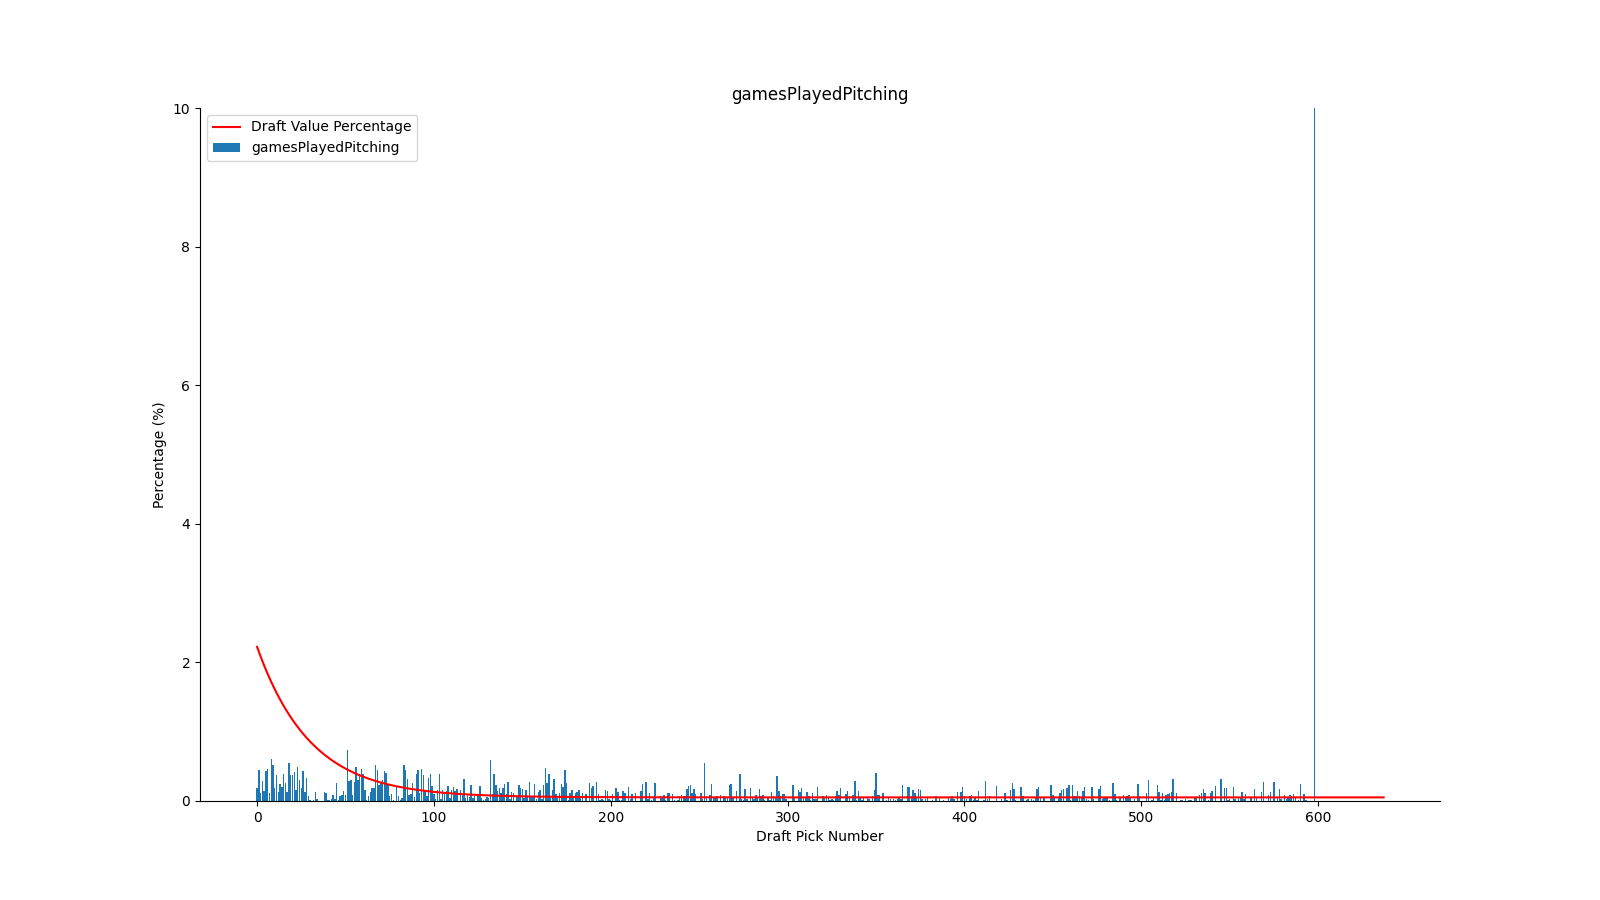 gamesPlayedPitching
10
8
6
4
2
0
Percentage (%)
Draft Value Percentage
gamesPlayedPitching
0 100 200 300 400 500 600
Draft Pick Number